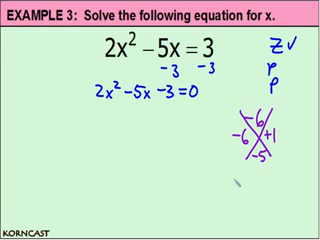 EXAMPLE 3: Solve the following equation for x.
2x² − 5x = 3
−3 −3
2x² − 5x − 3 = 0
Z ✓
P
P
−6
−6 +1
−5
KORNCAST